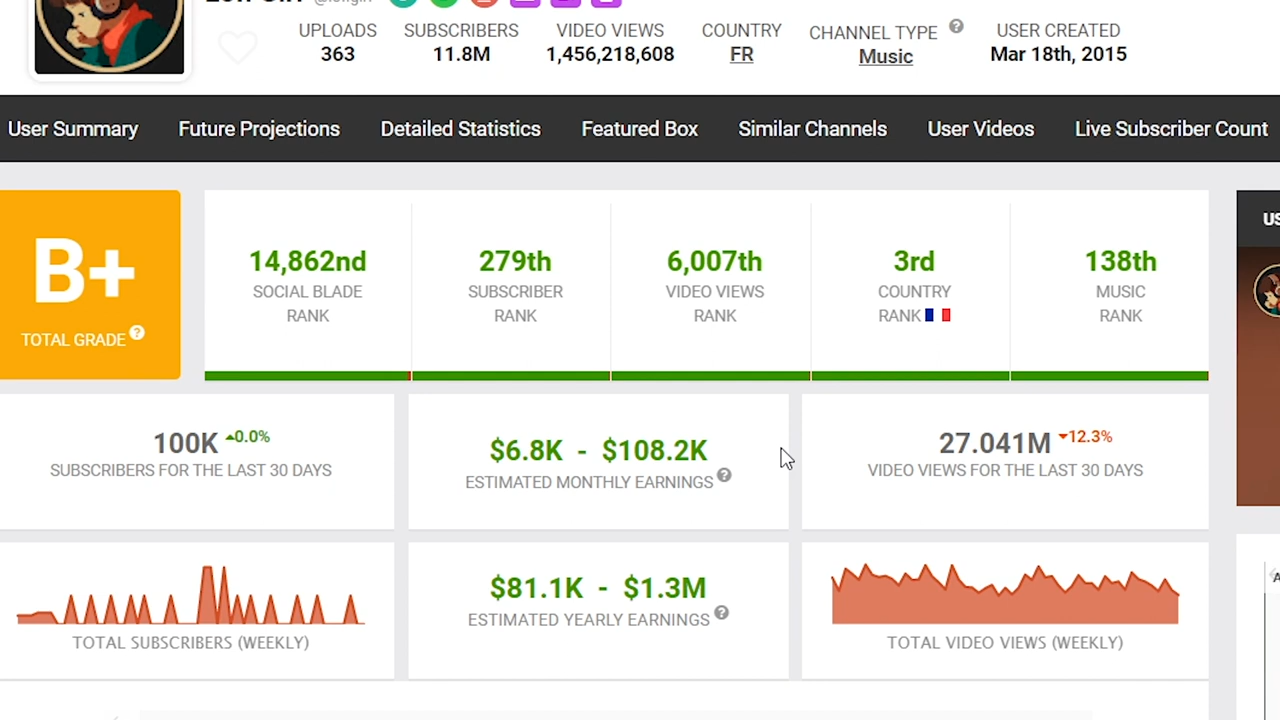 Lofi Girl @lofigirl
UPLOADS
363
SUBSCRIBERS
11.8M
VIDEO VIEWS
1,456,218,608
COUNTRY
FR
CHANNEL TYPE ?
Music
USER CREATED
Mar 18th, 2015
User Summary Future Projections Detailed Statistics Featured Box Similar Channels User Videos Live Subscriber Count
B+
TOTAL GRADE ?
14,862nd
SOCIAL BLADE
RANK
279th
SUBSCRIBER
RANK
6,007th
VIDEO VIEWS
RANK
3rd
COUNTRY
RANK
138th
MUSIC
RANK
US
100K 0.0%
SUBSCRIBERS FOR THE LAST 30 DAYS
$6.8K - $108.2K
ESTIMATED MONTHLY EARNINGS ?
27.041M 12.3%
VIDEO VIEWS FOR THE LAST 30 DAYS
TOTAL SUBSCRIBERS (WEEKLY)
$81.1K - $1.3M
ESTIMATED YEARLY EARNINGS ?
TOTAL VIDEO VIEWS (WEEKLY)